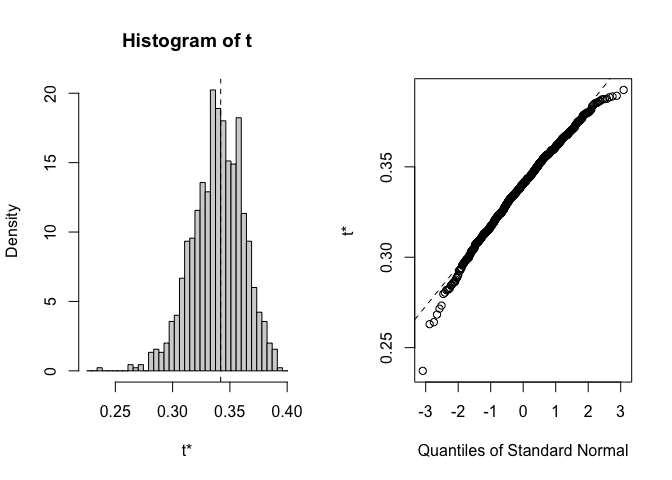 Histogram of t
Density
0
5
10
15
20
0.25 0.30 0.35 0.40
t*
t*
0.25
0.30
0.35
-3 -2 -1 0 1 2 3
Quantiles of Standard Normal